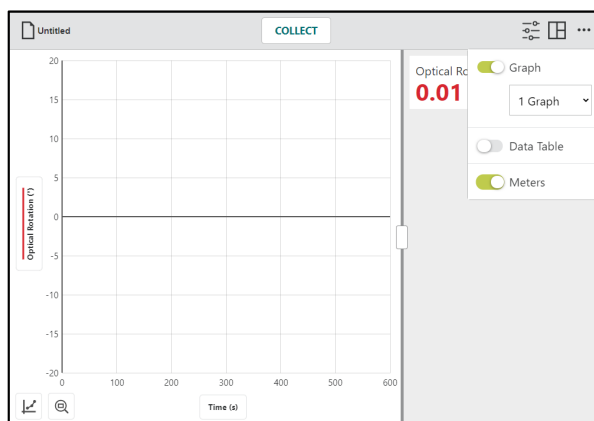 Untitled
COLLECT
Optical Ro
0.01
Graph
1 Graph
Data Table
Meters
Optical Rotation (°)
20
15
10
5
0
-5
-10
-15
-20
0 100 200 300 400 500 600
Time (s)